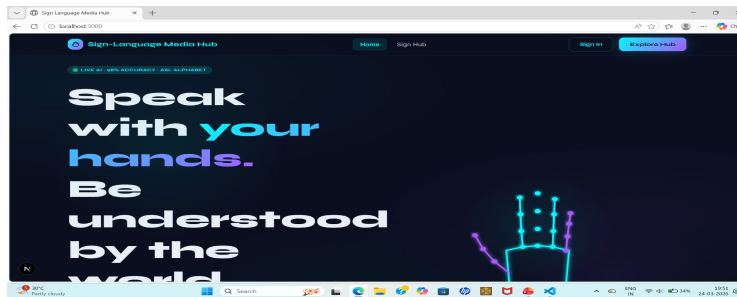 Sign Language Media Hub
localhost:3000
Sign-Language Media Hub
Home
Sign Hub
Sign In
Explore Hub
LIVE AI · 98% ACCURACY · ASL ALPHABET
Speak
with your
hands.
Be
understood
by the
world
N
30°C
Partly cloudy
Search
ENG
IN
34%
19:51
24-03-2026